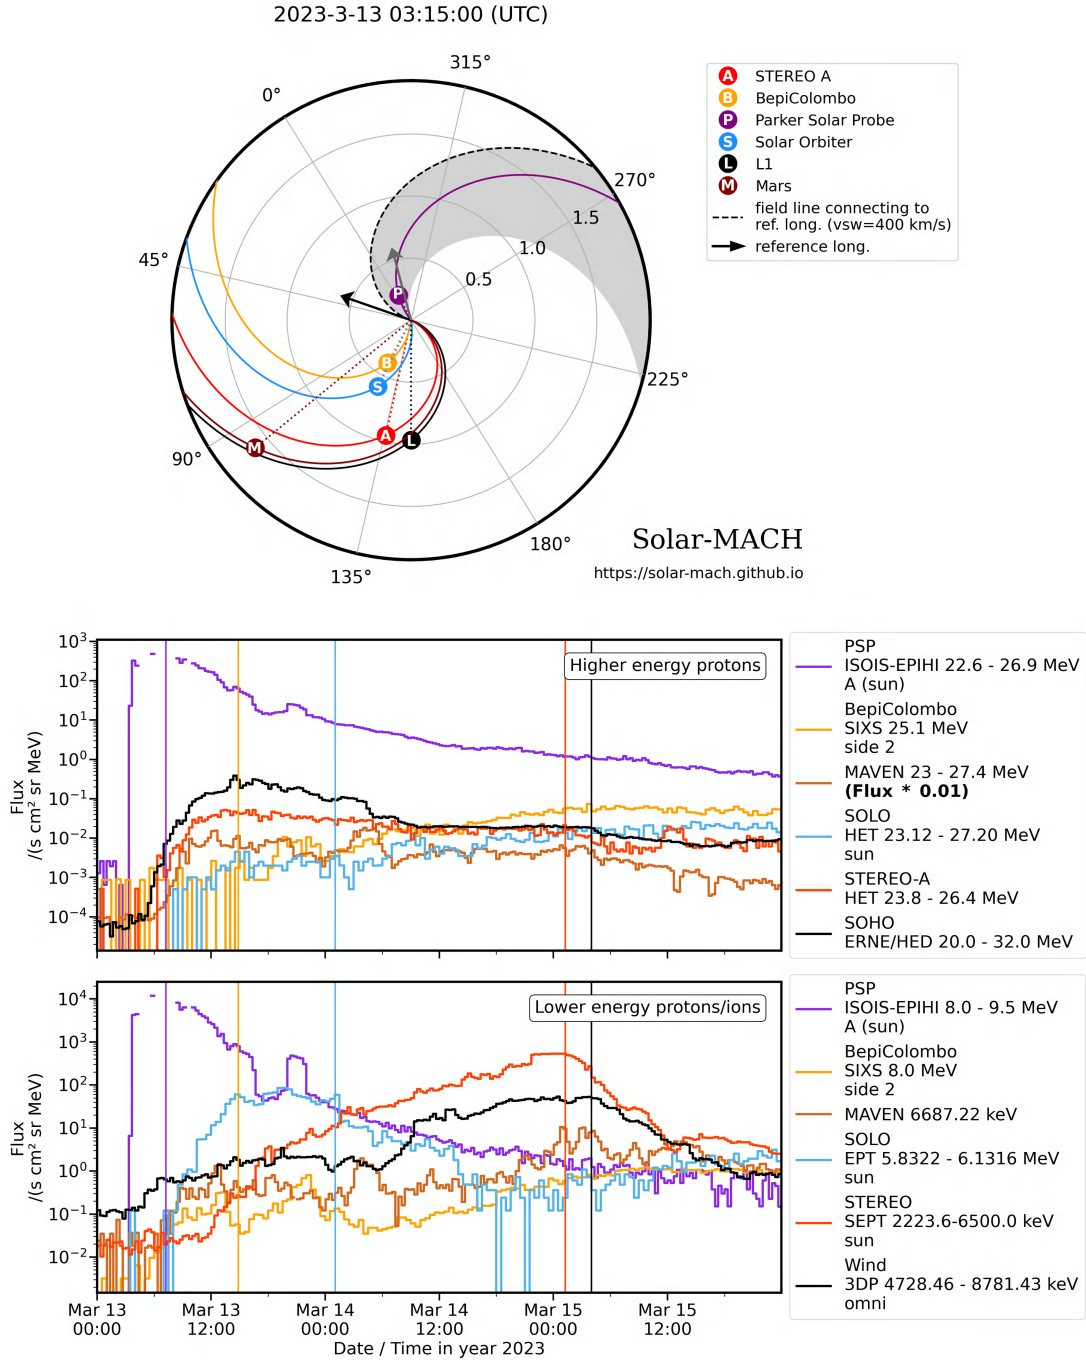 2023-3-13 03:15:00 (UTC)
315°
0°
270°
1.5
1.0
0.5
45°
225°
90°
180°
135°
P
B
S
A
L
M
A STEREO A
B BepiColombo
P Parker Solar Probe
S Solar Orbiter
L L1
M Mars
field line connecting to
ref. long. (vsw=400 km/s)
reference long.
Solar-MACH
https://solar-mach.github.io
Higher energy protons
10³
10²
10¹
10⁰
10⁻¹
10⁻²
10⁻³
10⁻⁴
Flux
/(s cm² sr MeV)
PSP
ISOIS-EPIHI 22.6 - 26.9 MeV
A (sun)
BepiColombo
SIXS 25.1 MeV
side 2
MAVEN 23 - 27.4 MeV
(Flux * 0.01)
SOLO
HET 23.12 - 27.20 MeV
sun
STEREO-A
HET 23.8 - 26.4 MeV
SOHO
ERNE/HED 20.0 - 32.0 MeV
Lower energy protons/ions
10⁴
10³
10²
10¹
10⁰
10⁻¹
10⁻²
Flux
/(s cm² sr MeV)
PSP
ISOIS-EPIHI 8.0 - 9.5 MeV
A (sun)
BepiColombo
SIXS 8.0 MeV
side 2
MAVEN 6687.22 keV
SOLO
EPT 5.8322 - 6.1316 MeV
sun
STEREO
SEPT 2223.6-6500.0 keV
sun
Wind
3DP 4728.46 - 8781.43 keV
omni
Mar 13 Mar 13 Mar 14 Mar 14 Mar 15 Mar 15
00:00 12:00 00:00 12:00 00:00 12:00
Date / Time in year 2023